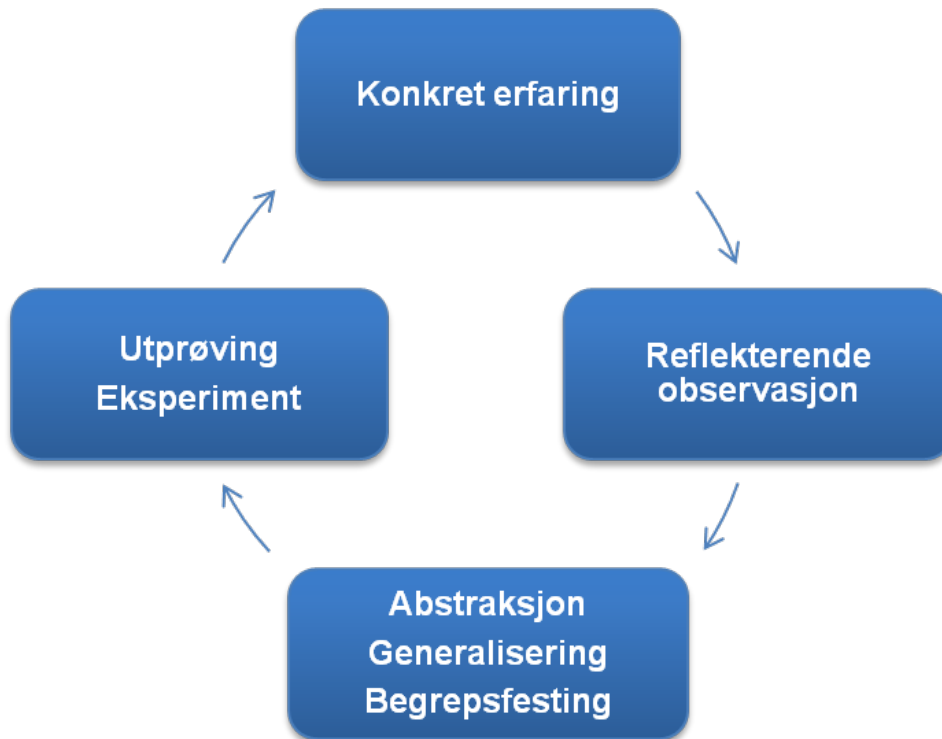 Konkret erfaring
Reflekterende
observasjon
Abstraksjon
Generalisering
Begrepsfesting
Utprøving
Eksperiment